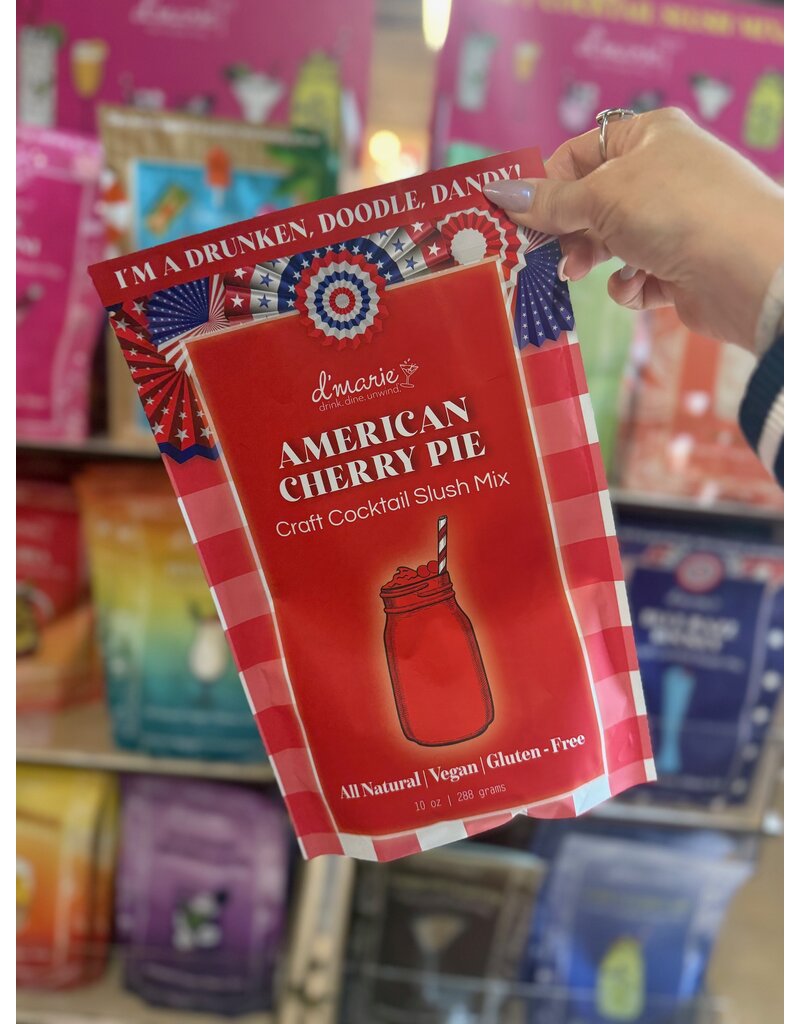 d'marie
I'M A DRUNKEN, DOODLE, DANDY!
d'marie
drink. dine. unwind.
AMERICAN
CHERRY PIE
Craft Cocktail Slush Mix
All Natural | Vegan | Gluten - Free
10 oz | 288 grams